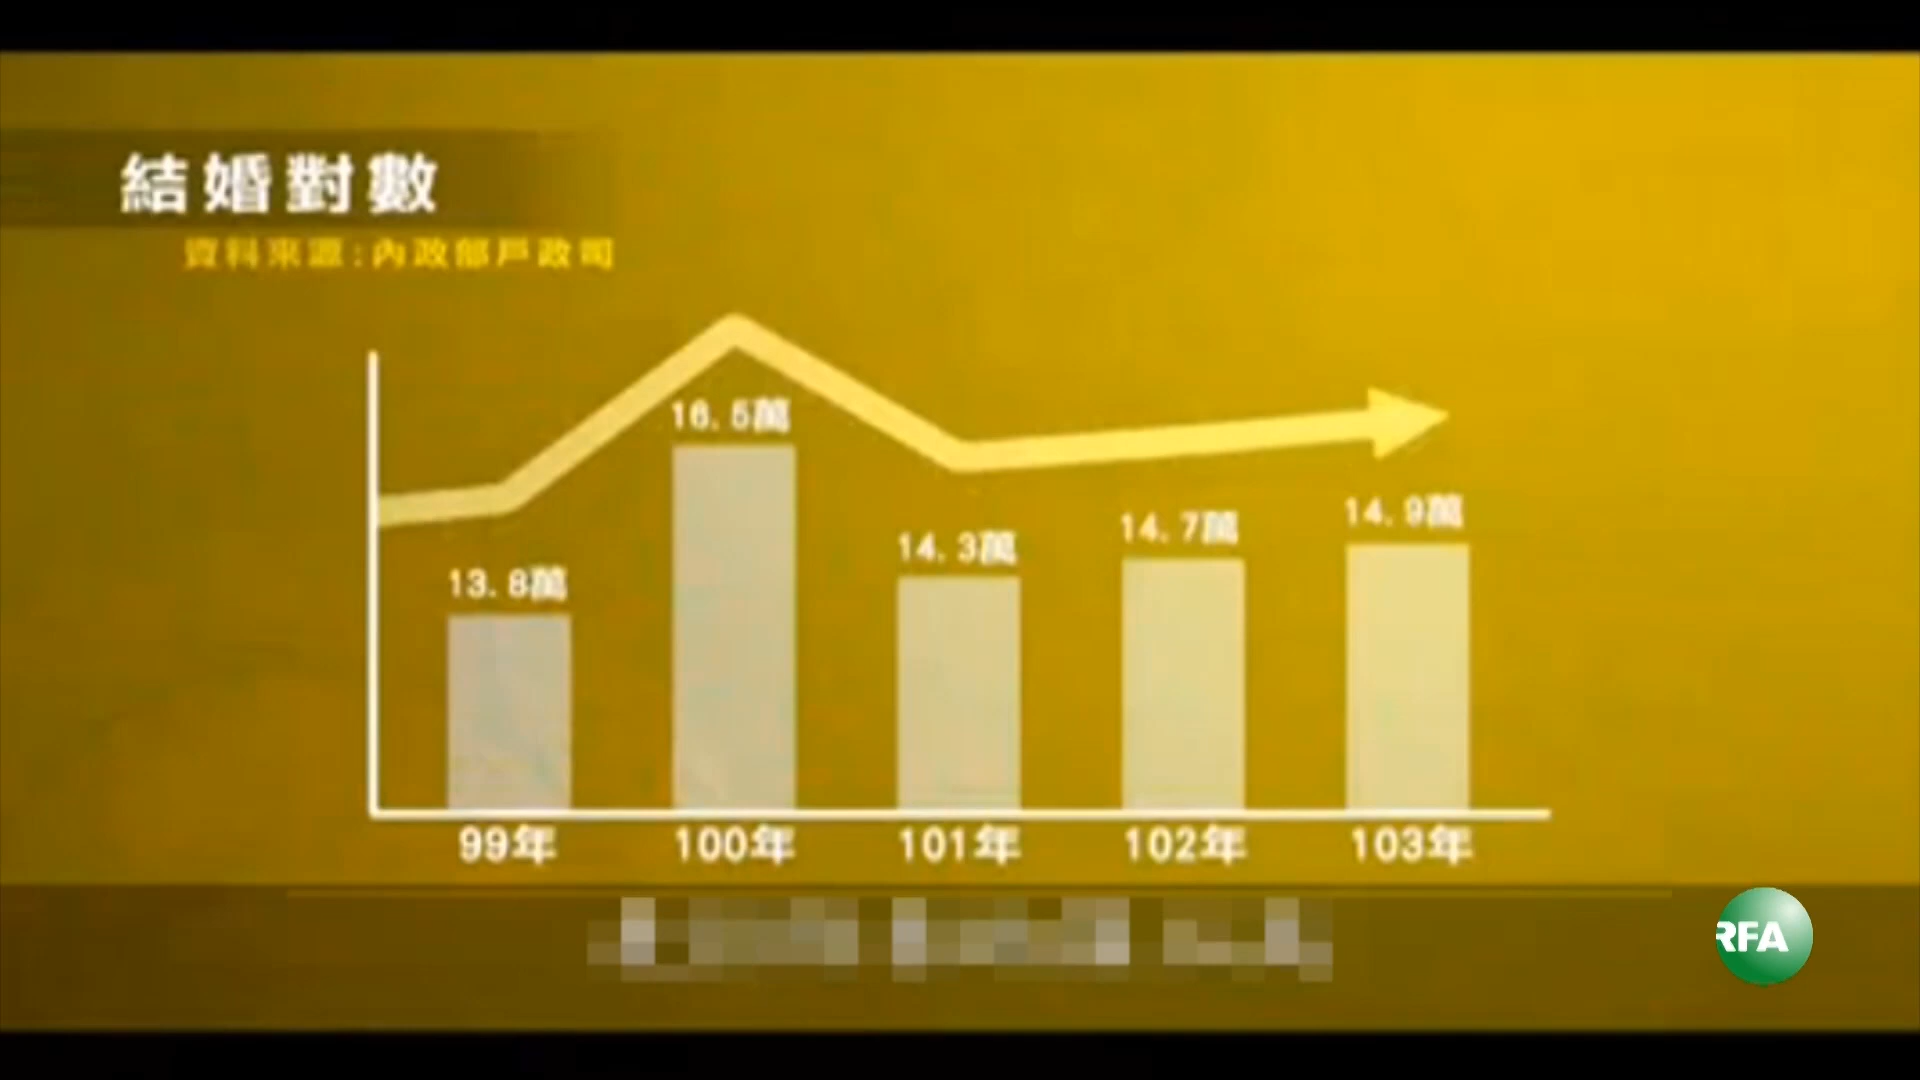 結婚對數
資料來源:內政部戶政司
16.5萬
14.9萬
14.7萬
14.3萬
13.8萬
99年 100年 101年 102年 103年
RFA